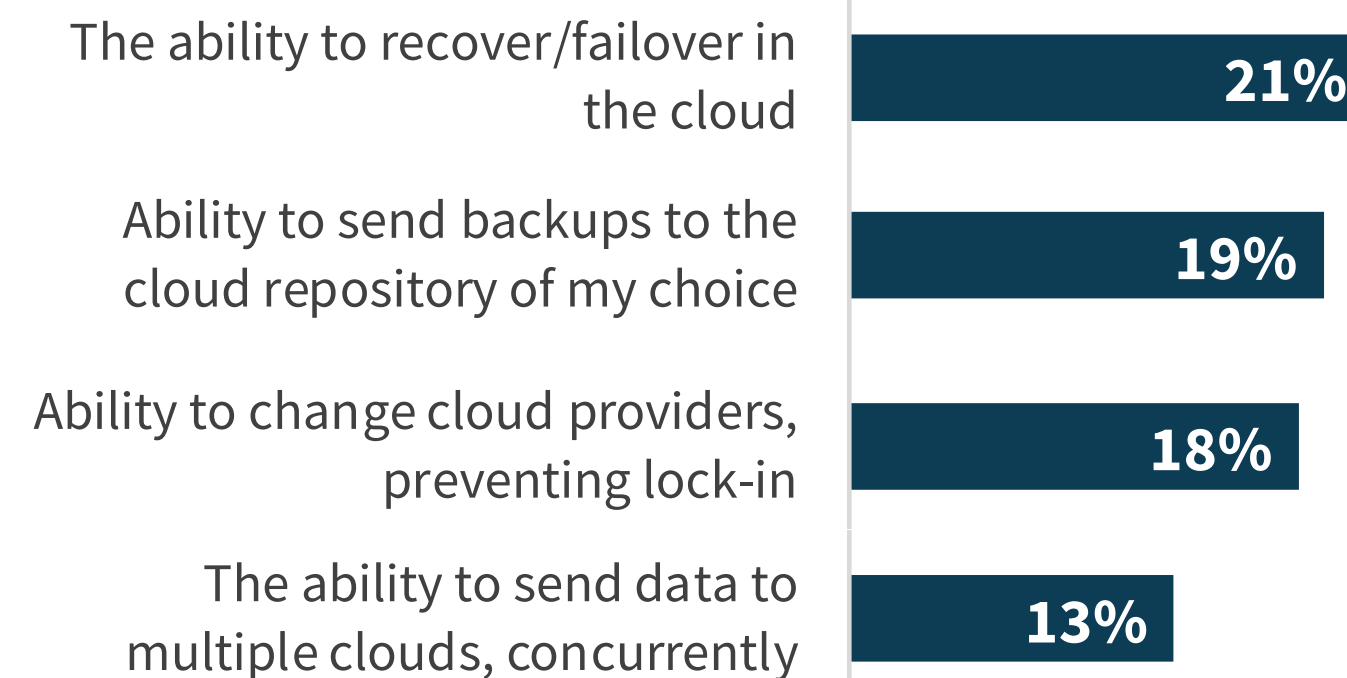 The ability to recover/failover in
the cloud
21%
Ability to send backups to the
cloud repository of my choice
19%
Ability to change cloud providers,
preventing lock-in
18%
The ability to send data to
multiple clouds, concurrently
13%